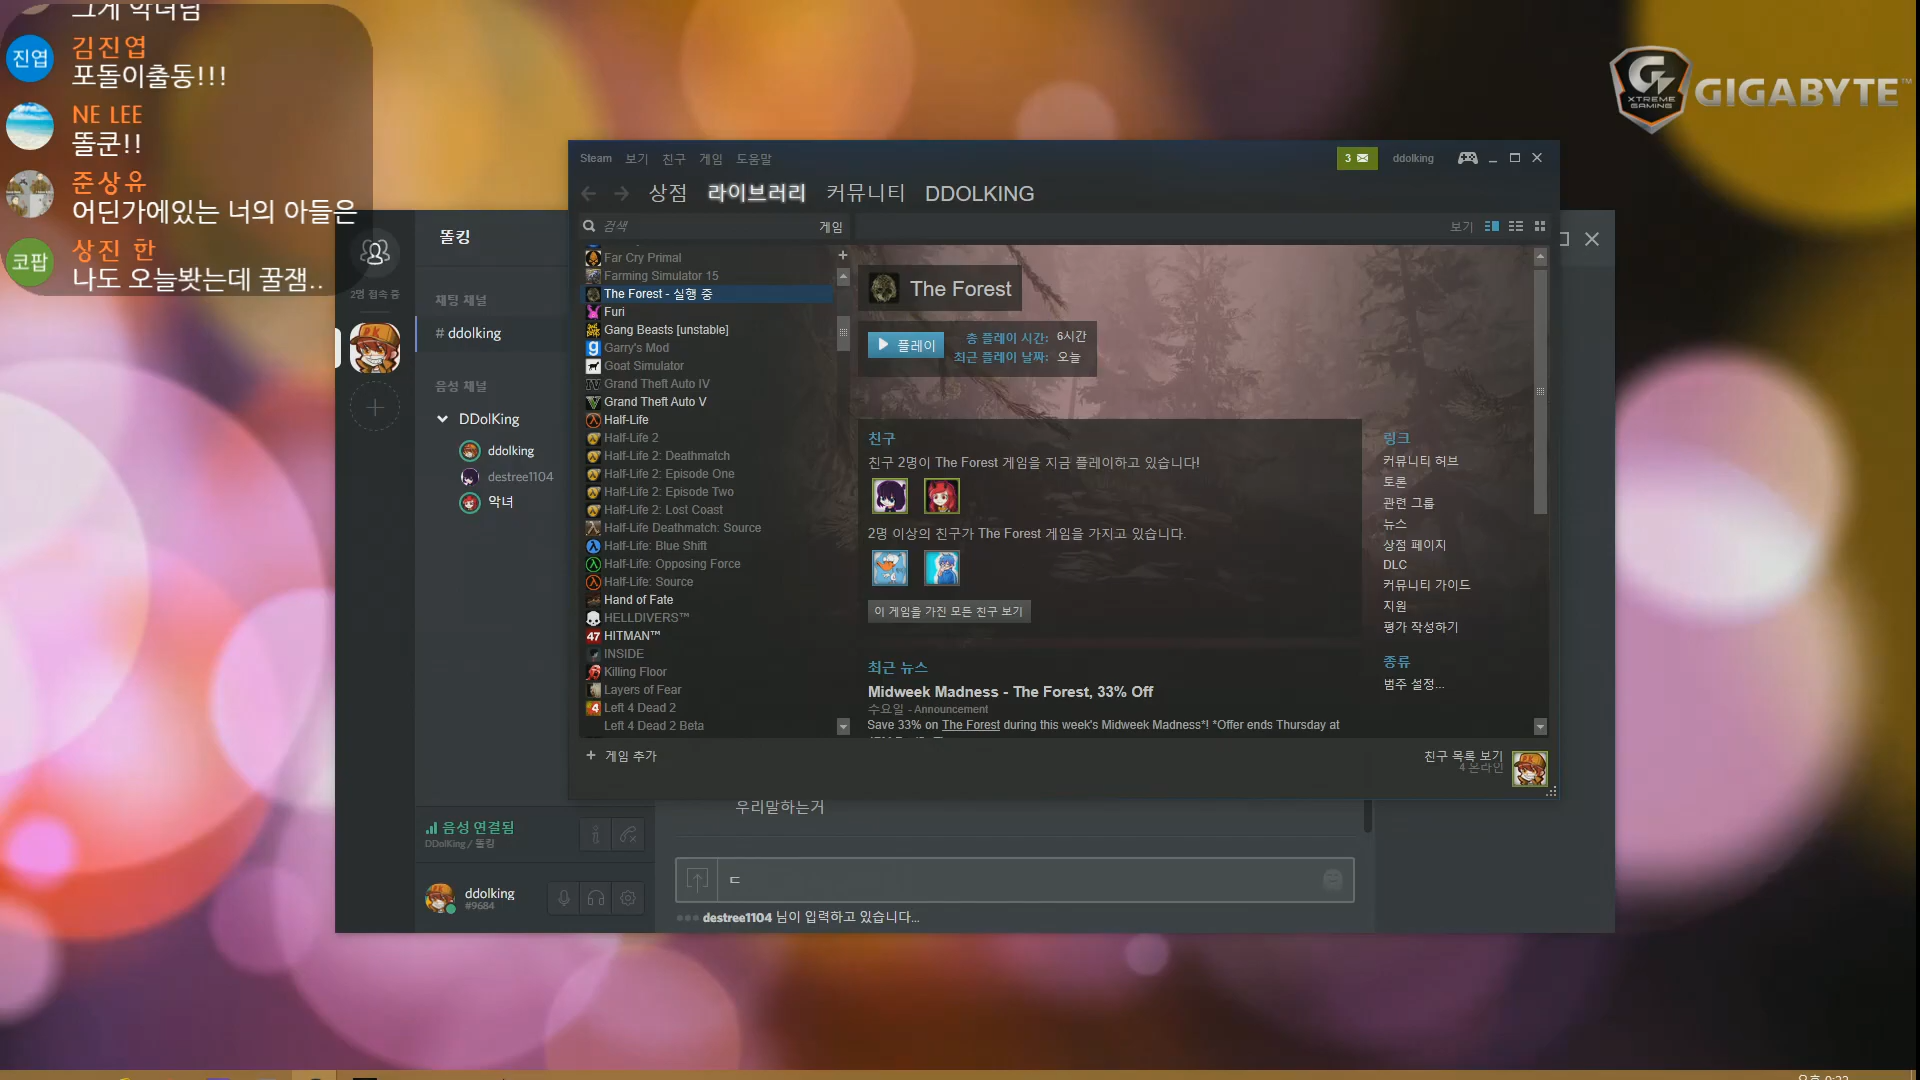 그게 악녀님
진엽
김진엽
포돌이출동!!!
NE LEE
똘쿤!!
준상유
어딘가에있는 너의 아들은
코팝
상진 한
나도 오늘봣는데 꿀잼..
XTREME GAMING
GIGABYTE™
Steam 보기 친구 게임 도움말
3
ddolking
상점 라이브러리 커뮤니티 DDOLKING
검색
게임
보기
Far Cry Primal
Farming Simulator 15
The Forest - 실행 중
Furi
Gang Beasts [unstable]
Garry's Mod
Goat Simulator
Grand Theft Auto IV
Grand Theft Auto V
Half-Life
Half-Life 2
Half-Life 2: Deathmatch
Half-Life 2: Episode One
Half-Life 2: Episode Two
Half-Life 2: Lost Coast
Half-Life Deathmatch: Source
Half-Life: Blue Shift
Half-Life: Opposing Force
Half-Life: Source
Hand of Fate
HELLDIVERS™
HITMAN™
INSIDE
Killing Floor
Layers of Fear
Left 4 Dead 2
Left 4 Dead 2 Beta
+ 게임 추가
The Forest
플레이
총 플레이 시간: 6시간
최근 플레이 날짜: 오늘
친구
친구 2명이 The Forest 게임을 지금 플레이하고 있습니다!
2명 이상의 친구가 The Forest 게임을 가지고 있습니다.
이 게임을 가진 모든 친구 보기
최근 뉴스
Midweek Madness - The Forest, 33% Off
수요일 - Announcement
Save 33% on The Forest during this week's Midweek Madness*! *Offer ends Thursday at
링크
커뮤니티 허브
토론
관련 그룹
뉴스
상점 페이지
DLC
커뮤니티 가이드
지원
평가 작성하기
종류
범주 설정...
친구 목록 보기
4 온라인
2명 접속 중
똘킹
채팅 채널
# ddolking
음성 채널
DDolKing
ddolking
destree1104
악녀
음성 연결됨
DDolKing / 똘킹
ddolking
#9684
우리말하는거
ㄷ
destree1104 님이 입력하고 있습니다...